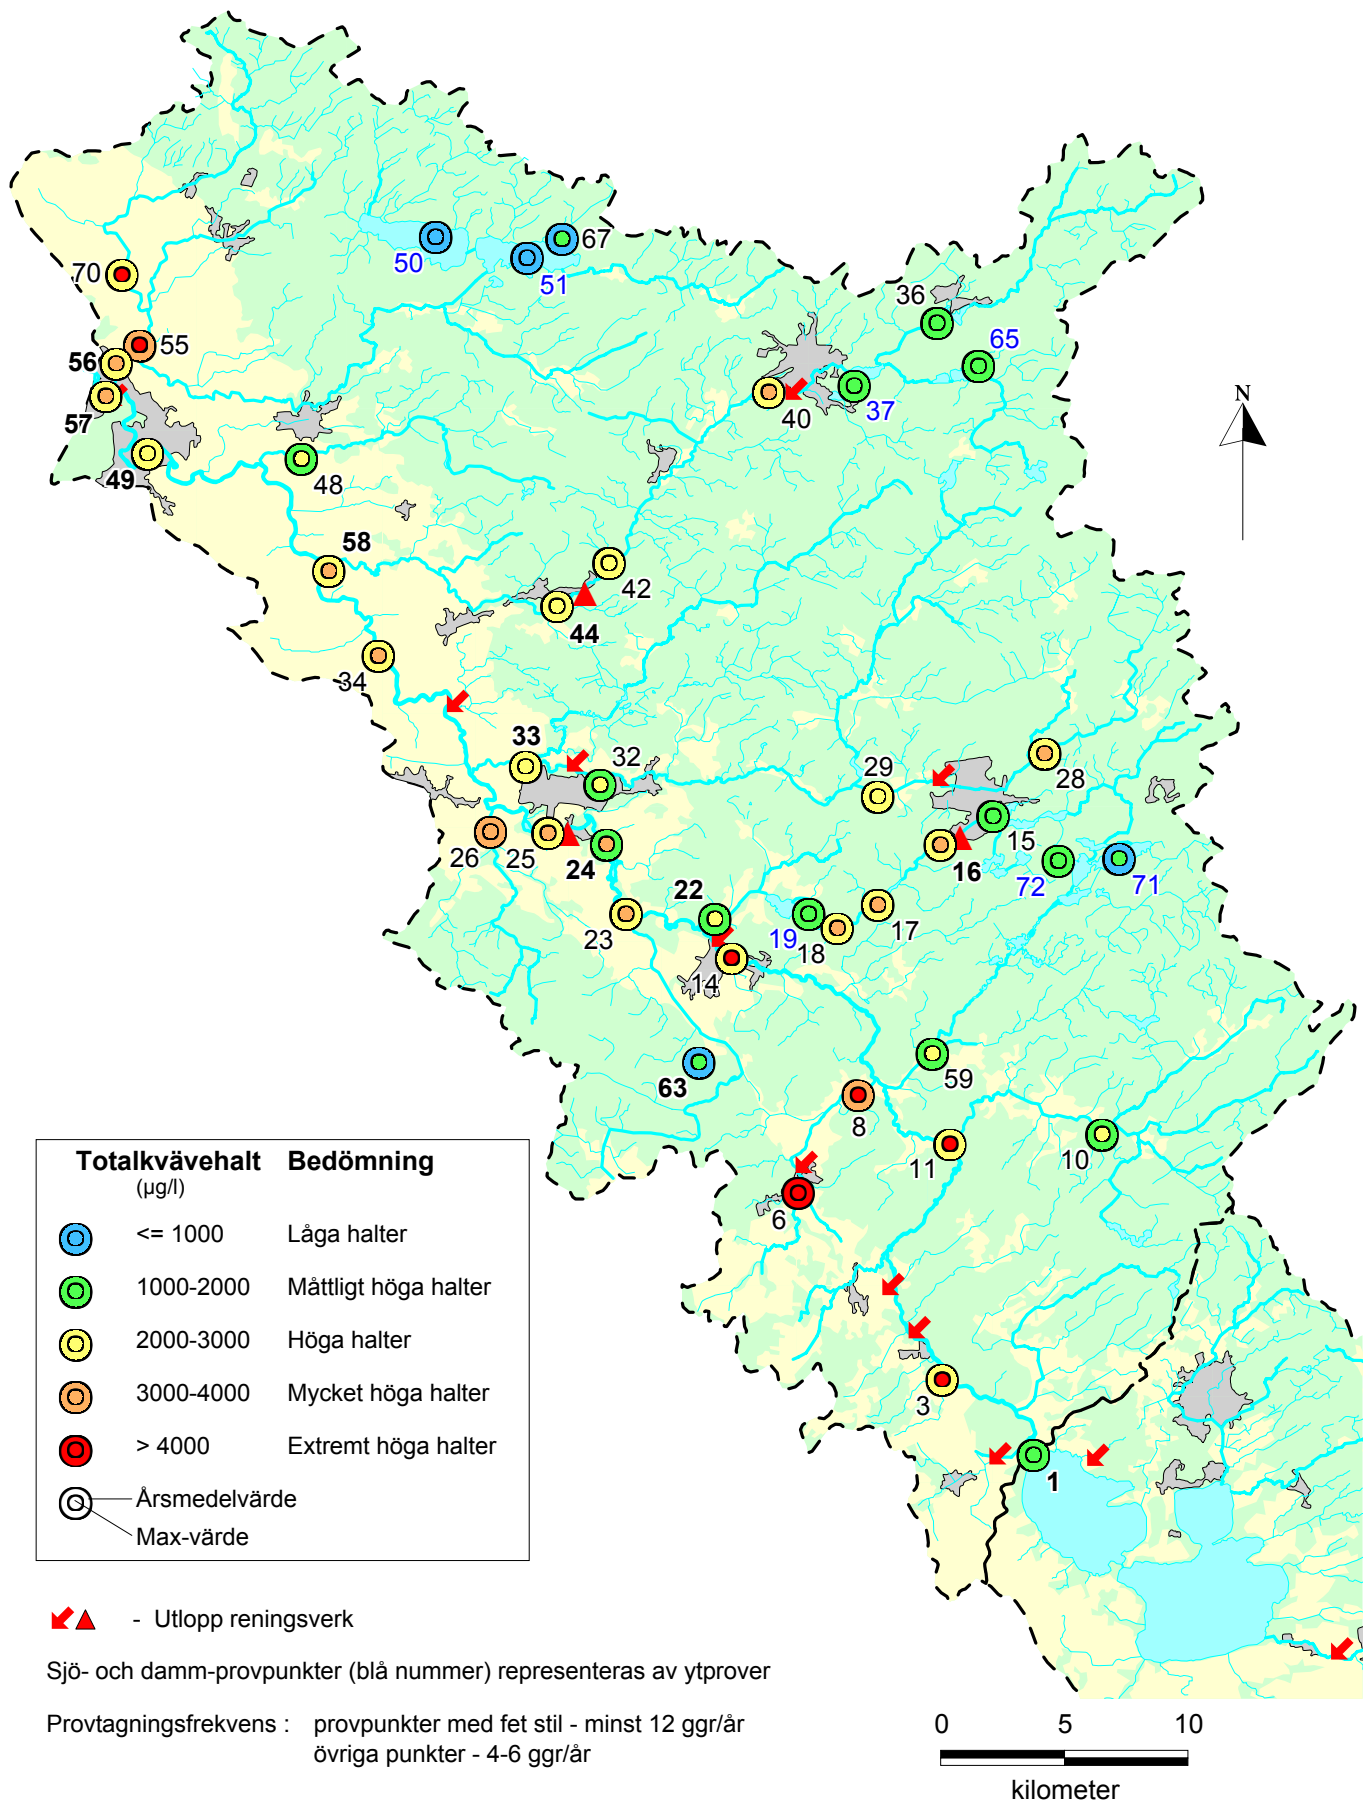 67
50
51
70
36
55
65
56
57
40
37
49
48
N
58
42
44
34
33
32
29
28
26
25
24
15
16
72
71
22
23
19
18
17
14
63
59
8
11
10
6
3
1
Totalkvävehalt Bedömning
(µg/l)
<= 1000 Låga halter
1000-2000 Måttligt höga halter
2000-3000 Höga halter
3000-4000 Mycket höga halter
> 4000 Extremt höga halter
Årsmedelvärde
Max-värde
- Utlopp reningsverk
Sjö- och damm-provpunkter (blå nummer) representeras av ytprover
Provtagningsfrekvens : provpunkter med fet stil - minst 12 ggr/år
övriga punkter - 4-6 ggr/år
0 5 10
kilometer